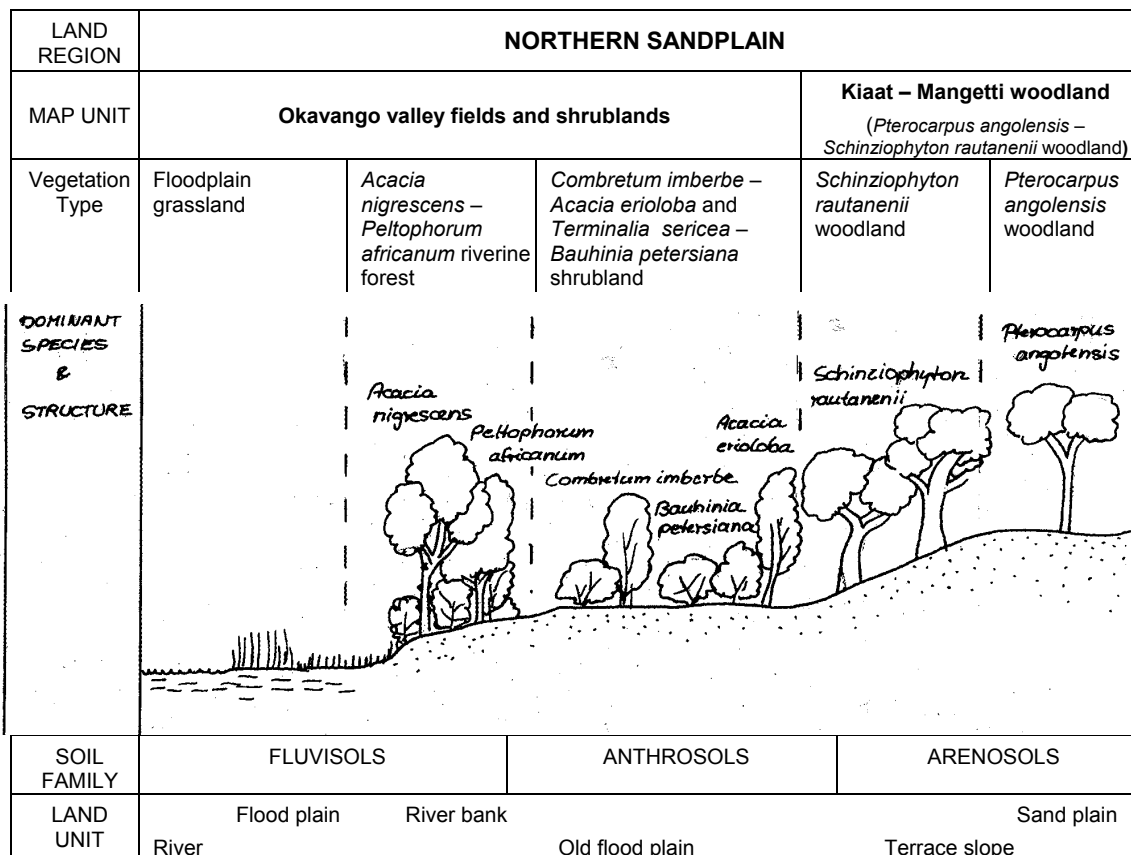 LAND
REGION
NORTHERN SANDPLAIN
MAP UNIT
Okavango valley fields and shrublands
Kiaat – Mangetti woodland
(Pterocarpus angolensis –
Schinziophyton rautanenii woodland)
Vegetation
Type
Floodplain
grassland
Acacia
nigrescens –
Peltophorum
africanum riverine
forest
Combretum imberbe –
Acacia erioloba and
Terminalia sericea –
Bauhinia petersiana
shrubland
Schinziophyton
rautanenii
woodland
Pterocarpus
angolensis
woodland
DOMINANT
SPECIES
&
STRUCTURE
Acacia
nigrescens
Peltophorum
africanum
Combretum imberbe
Bauhinia
petersiana
Acacia
erioloba
Schinziophyton
rautanenii
Pterocarpus
angolensis
SOIL
FAMILY
FLUVISOLS
ANTHROSOLS
ARENOSOLS
LAND
UNIT
Flood plain
River bank
Sand plain
River
Old flood plain
Terrace slope